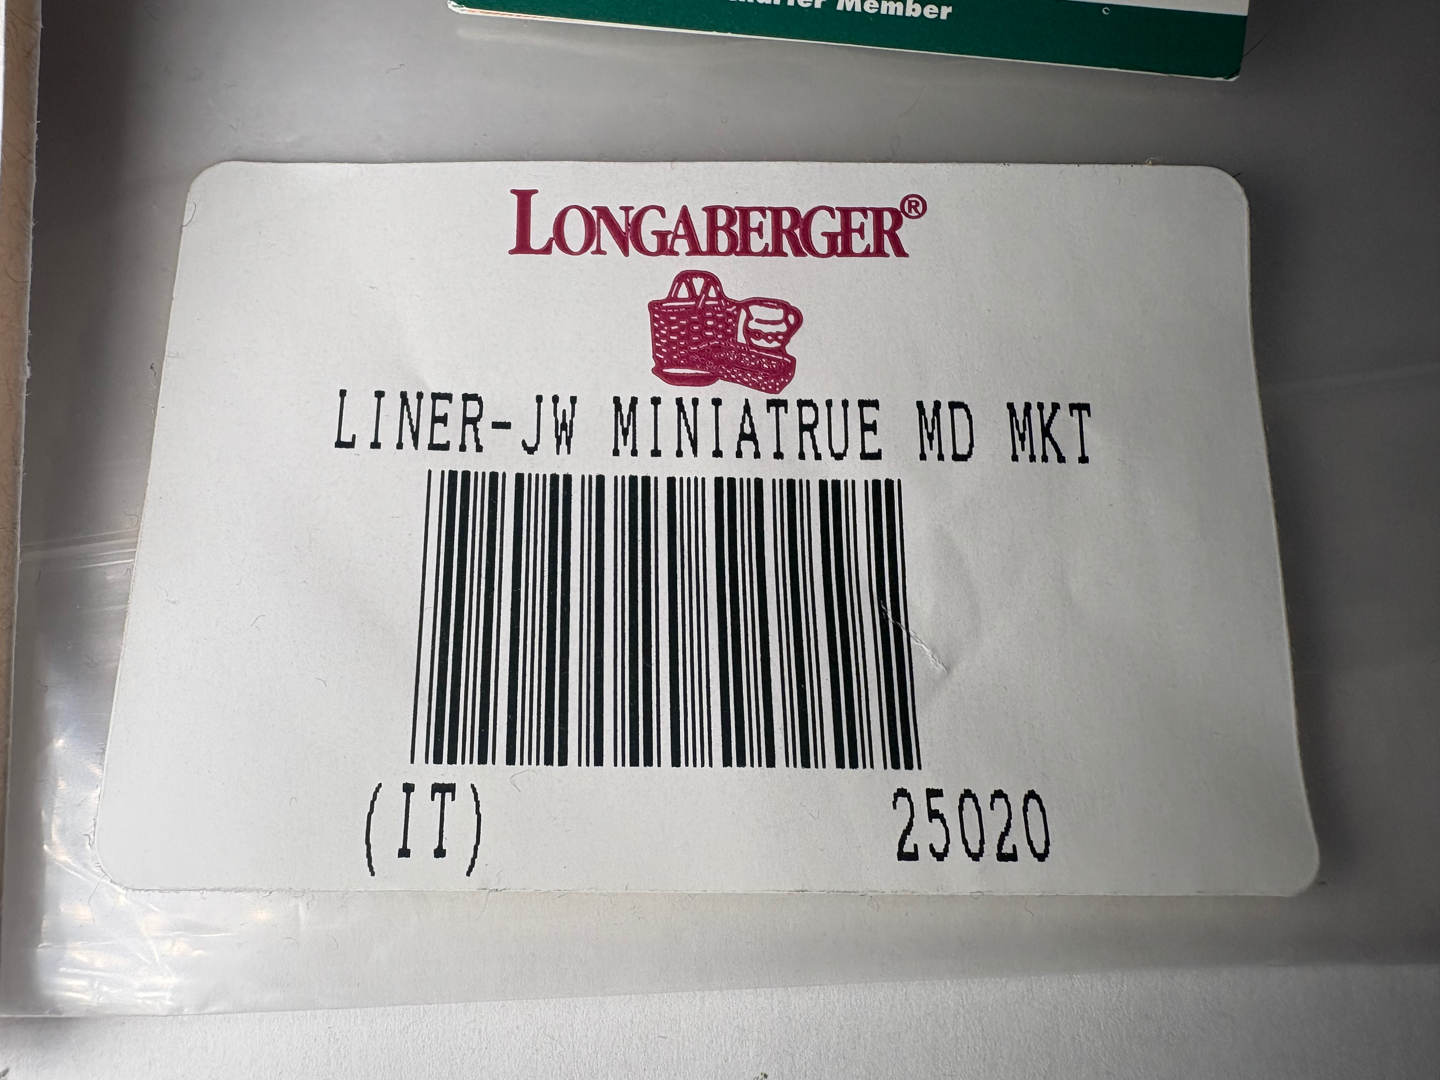 Member
LONGABERGER®
LINER-JW MINIATRUE MD MKT
(IT) 25020